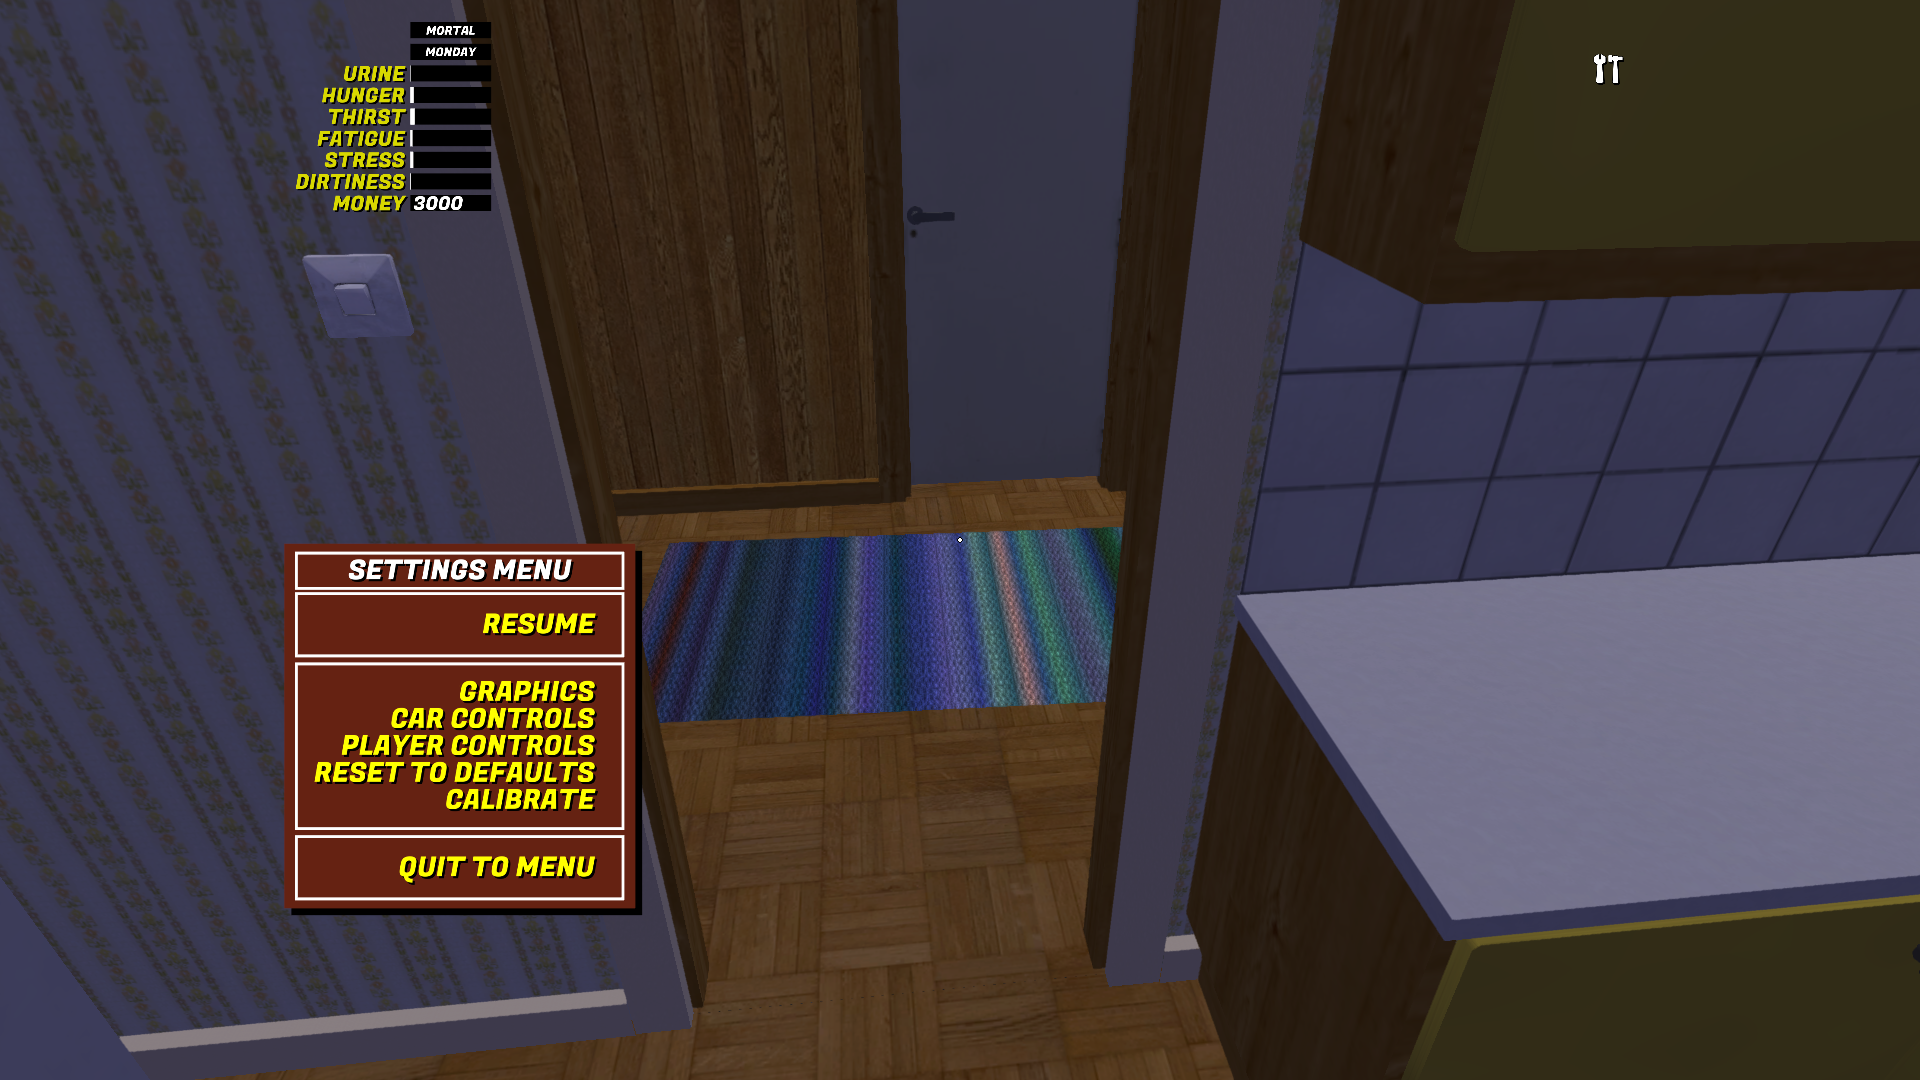 MORTAL
MONDAY
URINE
HUNGER
THIRST
FATIGUE
STRESS
DIRTINESS
MONEY 3000
SETTINGS MENU
RESUME
GRAPHICS
CAR CONTROLS
PLAYER CONTROLS
RESET TO DEFAULTS
CALIBRATE
QUIT TO MENU